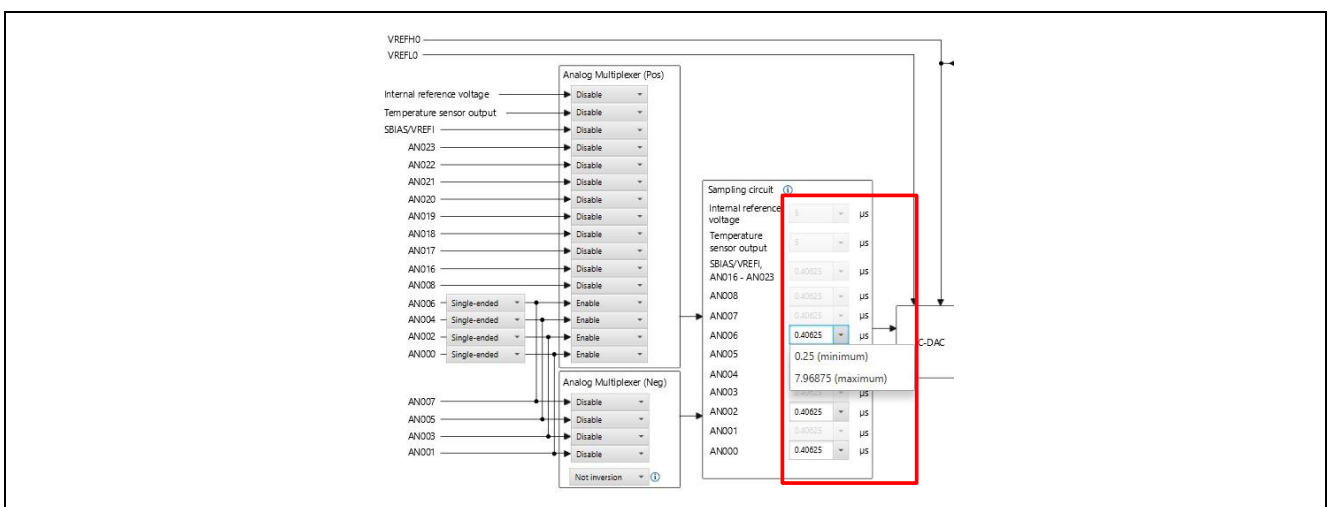 VREFH0
VREFL0
Analog Multiplexer (Pos)
Internal reference voltage Disable
Temperature sensor output Disable
SBIAS/VREFI Disable
AN023 Disable
AN022 Disable
AN021 Disable
AN020 Disable
AN019 Disable
AN018 Disable
AN017 Disable
AN016 Disable
AN008 Disable
AN006 Single-ended Enable
AN004 Single-ended Enable
AN002 Single-ended Enable
AN000 Single-ended Enable
Analog Multiplexer (Neg)
AN007 Disable
AN005 Disable
AN003 Disable
AN001 Disable
Not inversion
Sampling circuit
Internal reference
voltage 5 µs
Temperature
sensor output 5 µs
SBIAS/VREFI,
AN016 - AN023 0.40625 µs
AN008 0.40625 µs
AN007 0.40625 µs
AN006 0.40625 µs
AN005 0.25 (minimum)
AN004 7.96875 (maximum)
AN003 µs
AN002 0.40625 µs
AN001 0.40625 µs
AN000 0.40625 µs
C-DAC